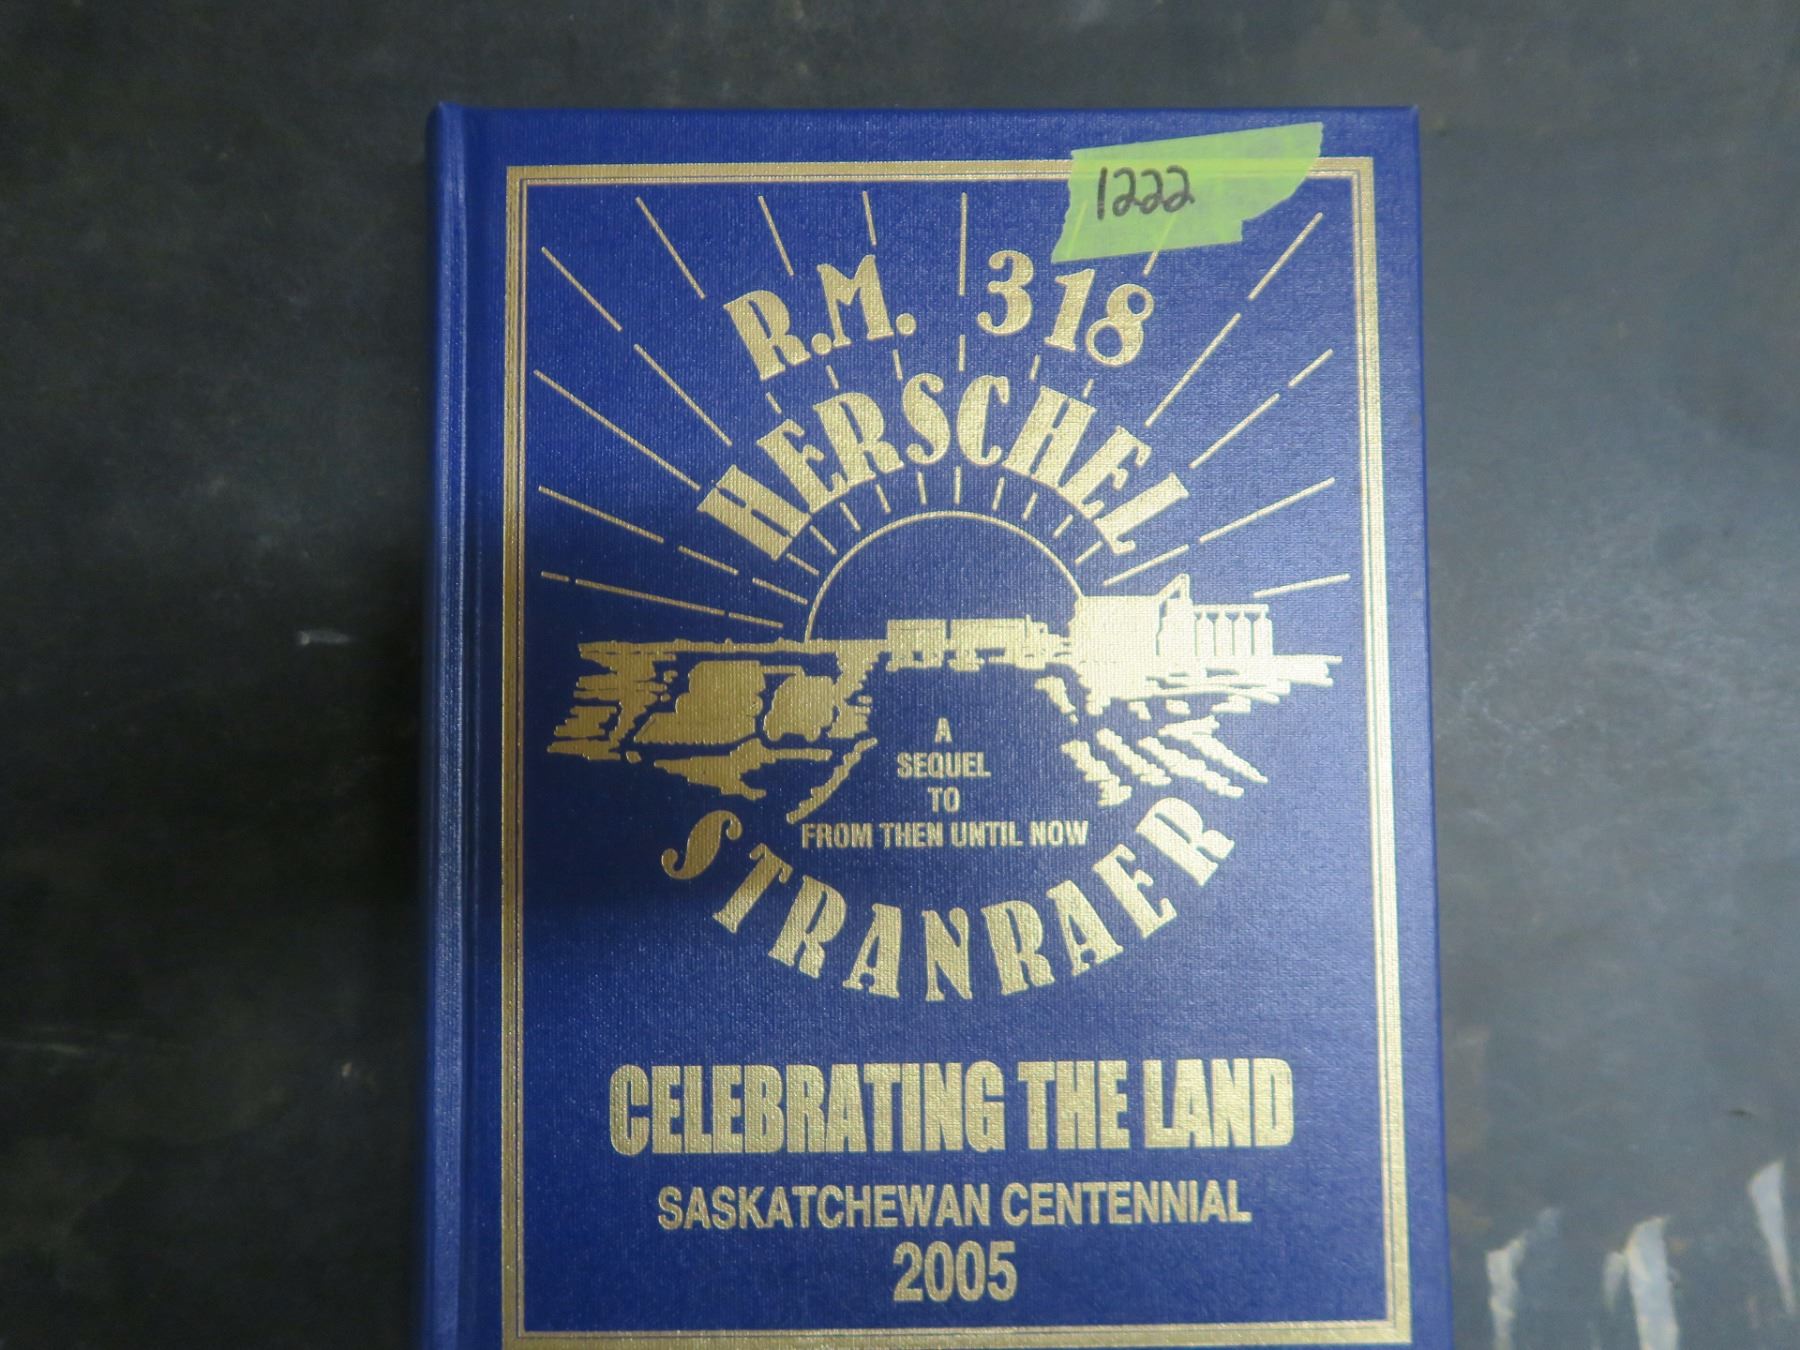 1222
R.M. 318
HERSCHEL
A
SEQUEL
TO
FROM THEN UNTIL NOW
STRANRAER
CELEBRATING THE LAND
SASKATCHEWAN CENTENNIAL
2005